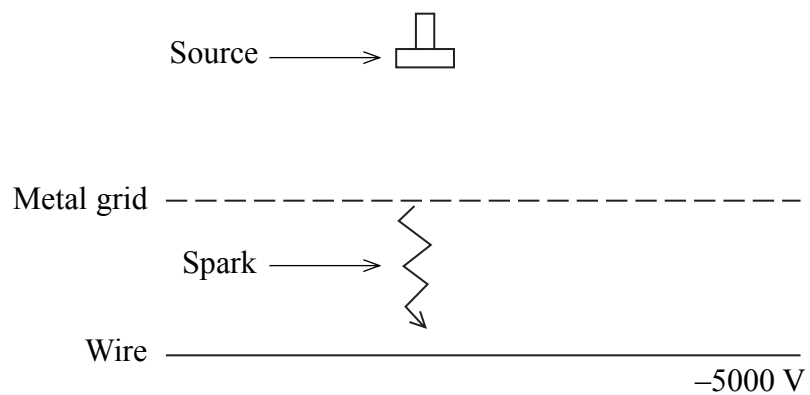 Source
Metal grid
Spark
Wire
–5000 V